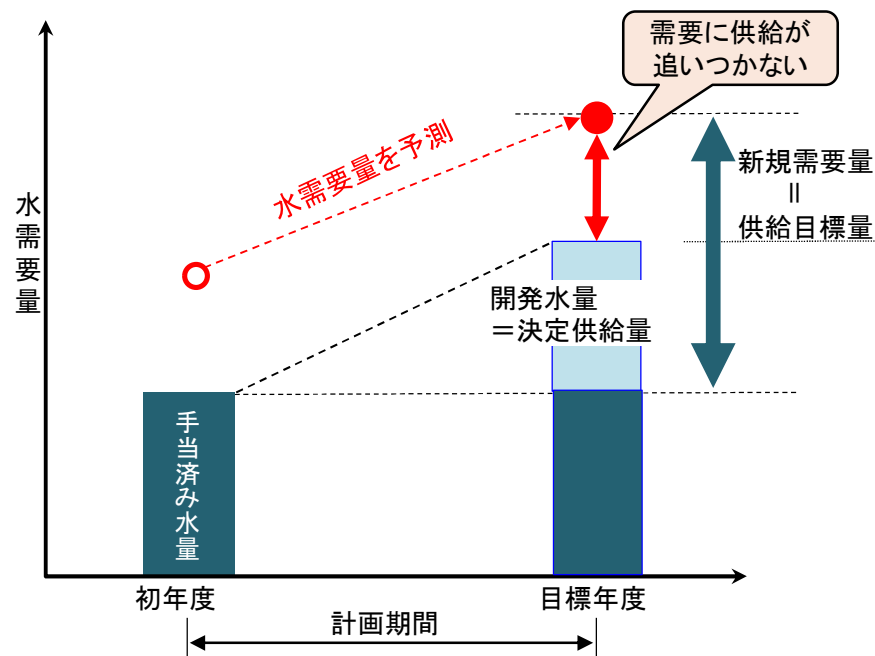 需要に供給が
追いつかない
水需要量を予測
新規需要量
＝
供給目標量
水需要量
開発水量
＝決定供給量
手当済み水量
初年度
目標年度
計画期間